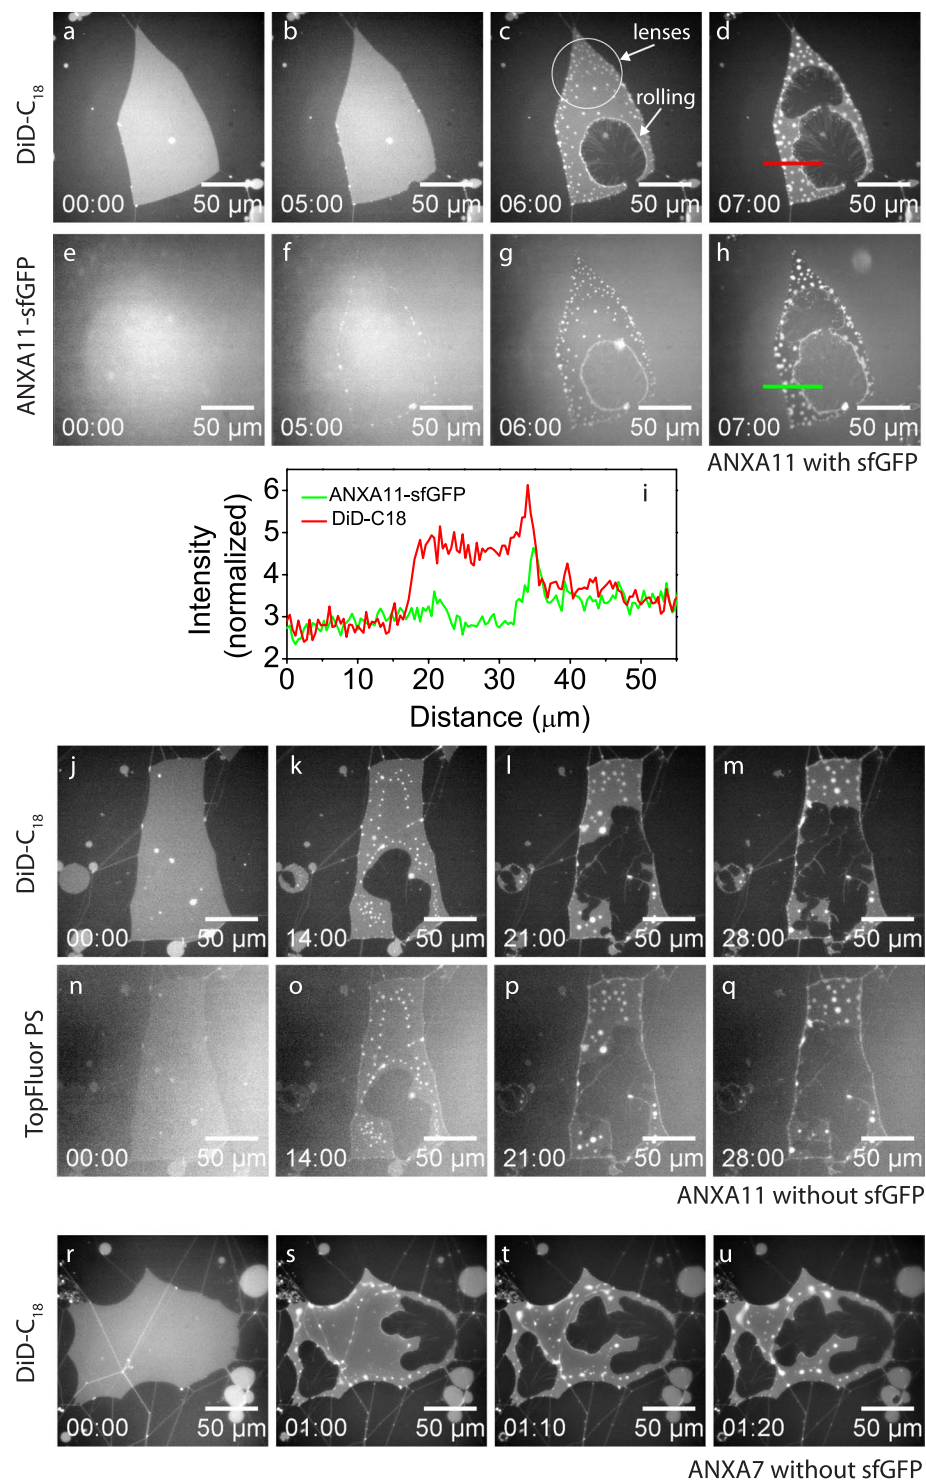 a b c d
lenses
rolling
DiD-C18
00:00 50 µm 05:00 50 µm 06:00 50 µm 07:00 50 µm
e f g h
ANXA11-sfGFP
00:00 50 µm 05:00 50 µm 06:00 50 µm 07:00 50 µm
ANXA11 with sfGFP
i
ANXA11-sfGFP
DiD-C18
Intensity
(normalized)
6
5
4
3
2
0 10 20 30 40 50
Distance (µm)
j k l m
DiD-C18
00:00 50 µm 14:00 50 µm 21:00 50 µm 28:00 50 µm
n o p q
TopFluor PS
00:00 50 µm 14:00 50 µm 21:00 50 µm 28:00 50 µm
ANXA11 without sfGFP
r s t u
DiD-C18
00:00 50 µm 01:00 50 µm 01:10 50 µm 01:20 50 µm
ANXA7 without sfGFP